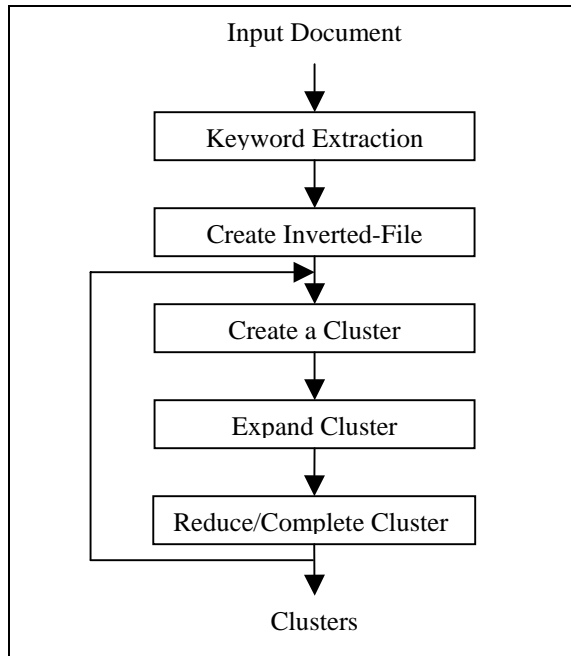 Input Document
Keyword Extraction
Create Inverted-File
Create a Cluster
Expand Cluster
Reduce/Complete Cluster
Clusters